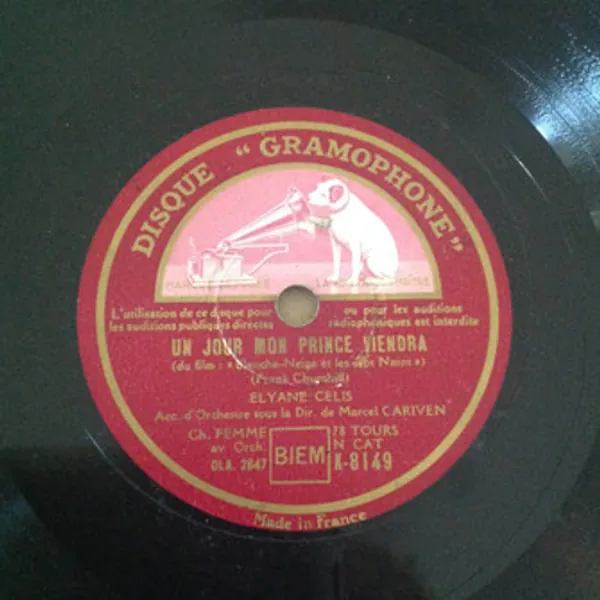 DISQUE "GRAMOPHONE"
L'utilisation de ce disque pour ou pour les auditions
les auditions publiques directes radiophoniques est interdite
UN JOUR MON PRINCE VIENDRA
(du film : « Blanche-Neige et les sept Nains »)
(Frank Churchill)
ELYANE CELIS
Acc. d'Orchestre sous la Dir. de Marcel CARIVEN
Ch. FEMME 78 TOURS
av Orch. N CAT
OLA. 2647 BIEM K-8149
Made in France